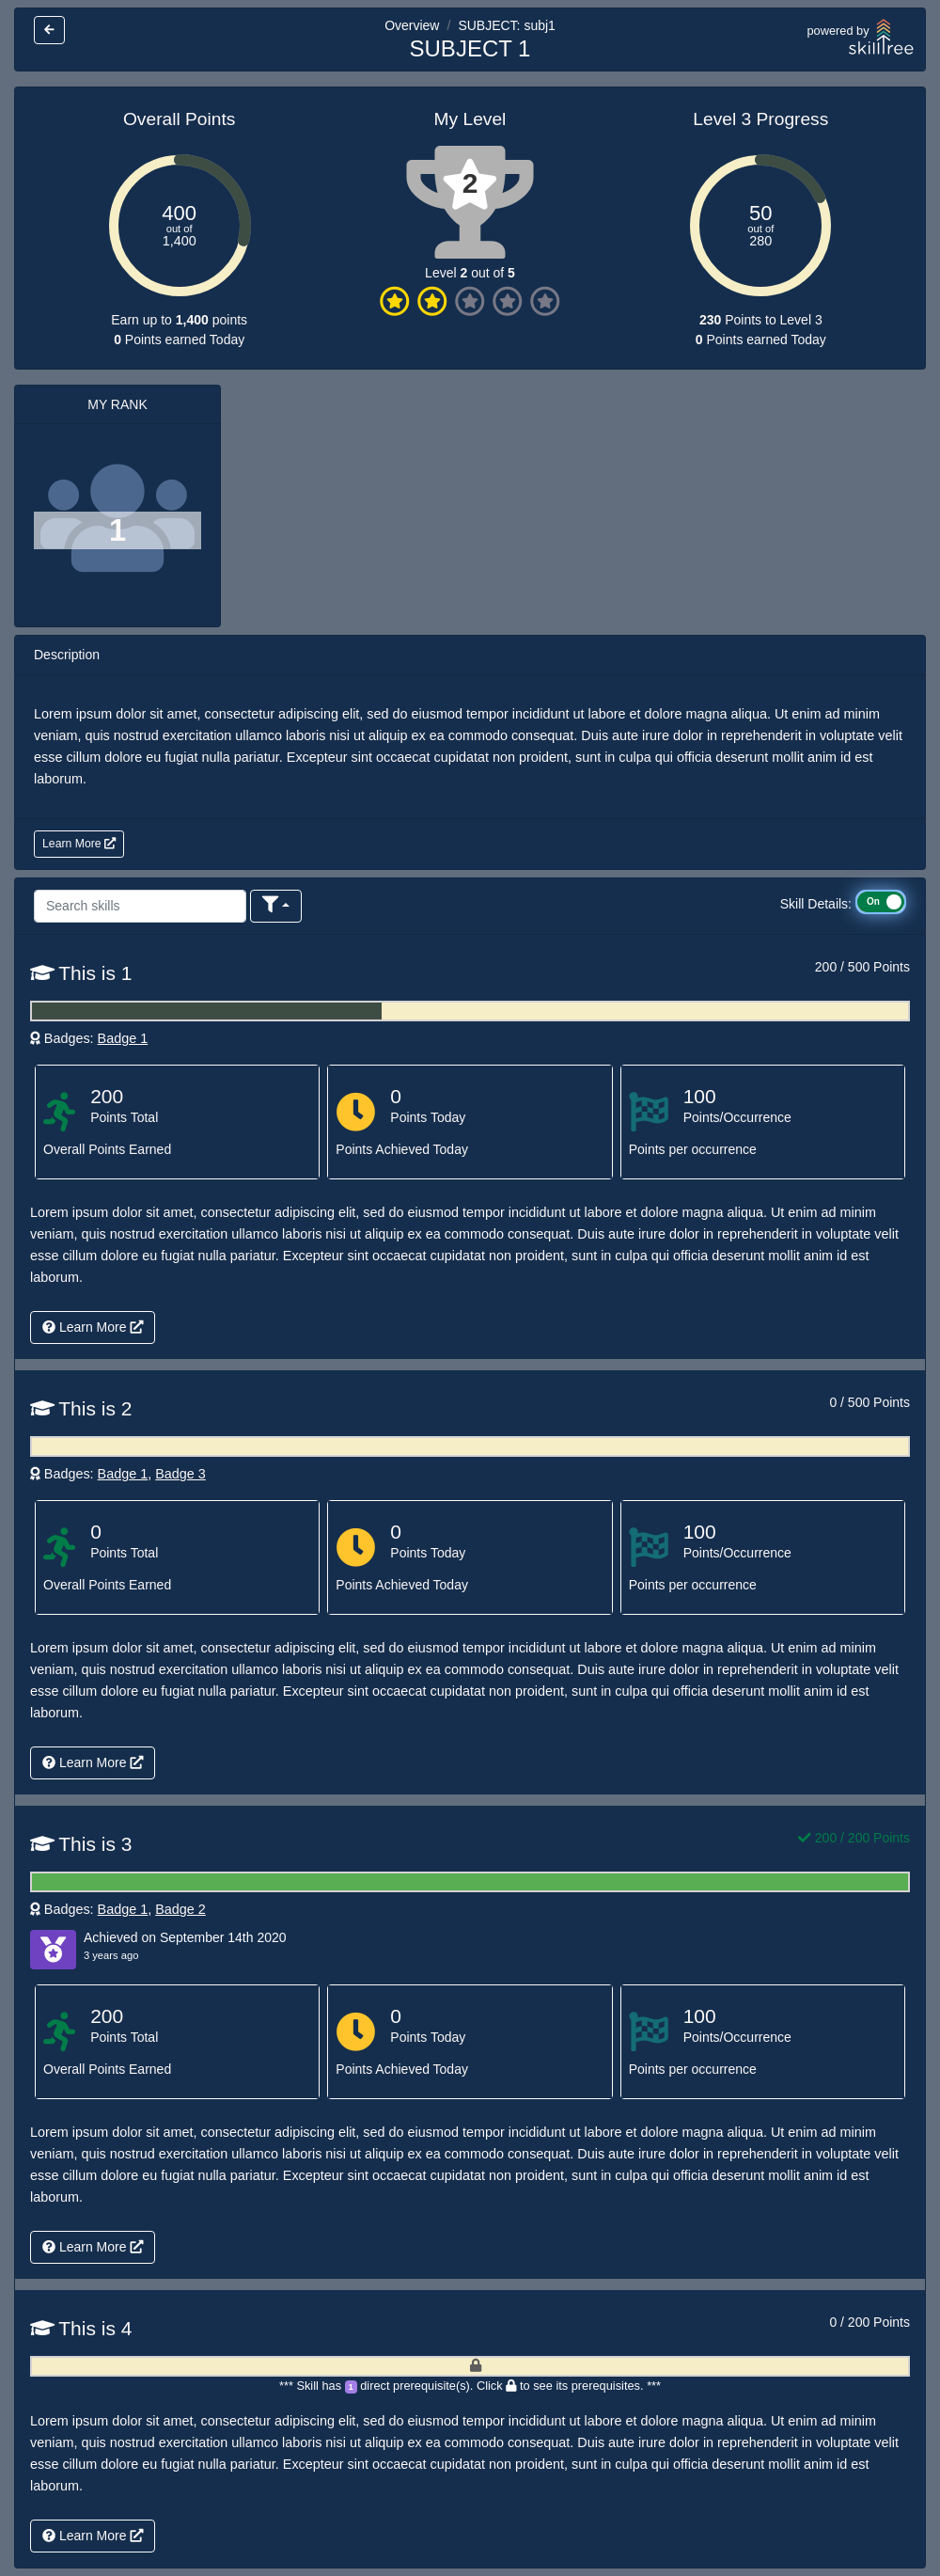 Overview / SUBJECT: subj1
SUBJECT 1
powered by
skilltree
Overall Points
400
out of
1,400
Earn up to 1,400 points
0 Points earned Today
My Level
2
Level 2 out of 5
Level 3 Progress
50
out of
280
230 Points to Level 3
0 Points earned Today
MY RANK
1
Description
Lorem ipsum dolor sit amet, consectetur adipiscing elit, sed do eiusmod tempor incididunt ut labore et dolore magna aliqua. Ut enim ad minim
veniam, quis nostrud exercitation ullamco laboris nisi ut aliquip ex ea commodo consequat. Duis aute irure dolor in reprehenderit in voluptate velit
esse cillum dolore eu fugiat nulla pariatur. Excepteur sint occaecat cupidatat non proident, sunt in culpa qui officia deserunt mollit anim id est
laborum.
Learn More
Search skills
Skill Details: On
This is 1
200 / 500 Points
Badges: Badge 1
200
Points Total
Overall Points Earned
0
Points Today
Points Achieved Today
100
Points/Occurrence
Points per occurrence
Lorem ipsum dolor sit amet, consectetur adipiscing elit, sed do eiusmod tempor incididunt ut labore et dolore magna aliqua. Ut enim ad minim
veniam, quis nostrud exercitation ullamco laboris nisi ut aliquip ex ea commodo consequat. Duis aute irure dolor in reprehenderit in voluptate velit
esse cillum dolore eu fugiat nulla pariatur. Excepteur sint occaecat cupidatat non proident, sunt in culpa qui officia deserunt mollit anim id est
laborum.
Learn More
This is 2
0 / 500 Points
Badges: Badge 1, Badge 3
0
Points Total
Overall Points Earned
0
Points Today
Points Achieved Today
100
Points/Occurrence
Points per occurrence
Lorem ipsum dolor sit amet, consectetur adipiscing elit, sed do eiusmod tempor incididunt ut labore et dolore magna aliqua. Ut enim ad minim
veniam, quis nostrud exercitation ullamco laboris nisi ut aliquip ex ea commodo consequat. Duis aute irure dolor in reprehenderit in voluptate velit
esse cillum dolore eu fugiat nulla pariatur. Excepteur sint occaecat cupidatat non proident, sunt in culpa qui officia deserunt mollit anim id est
laborum.
Learn More
This is 3
200 / 200 Points
Badges: Badge 1, Badge 2
Achieved on September 14th 2020
3 years ago
200
Points Total
Overall Points Earned
0
Points Today
Points Achieved Today
100
Points/Occurrence
Points per occurrence
Lorem ipsum dolor sit amet, consectetur adipiscing elit, sed do eiusmod tempor incididunt ut labore et dolore magna aliqua. Ut enim ad minim
veniam, quis nostrud exercitation ullamco laboris nisi ut aliquip ex ea commodo consequat. Duis aute irure dolor in reprehenderit in voluptate velit
esse cillum dolore eu fugiat nulla pariatur. Excepteur sint occaecat cupidatat non proident, sunt in culpa qui officia deserunt mollit anim id est
laborum.
Learn More
This is 4
0 / 200 Points
*** Skill has 1 direct prerequisite(s). Click to see its prerequisites. ***
Lorem ipsum dolor sit amet, consectetur adipiscing elit, sed do eiusmod tempor incididunt ut labore et dolore magna aliqua. Ut enim ad minim
veniam, quis nostrud exercitation ullamco laboris nisi ut aliquip ex ea commodo consequat. Duis aute irure dolor in reprehenderit in voluptate velit
esse cillum dolore eu fugiat nulla pariatur. Excepteur sint occaecat cupidatat non proident, sunt in culpa qui officia deserunt mollit anim id est
laborum.
Learn More